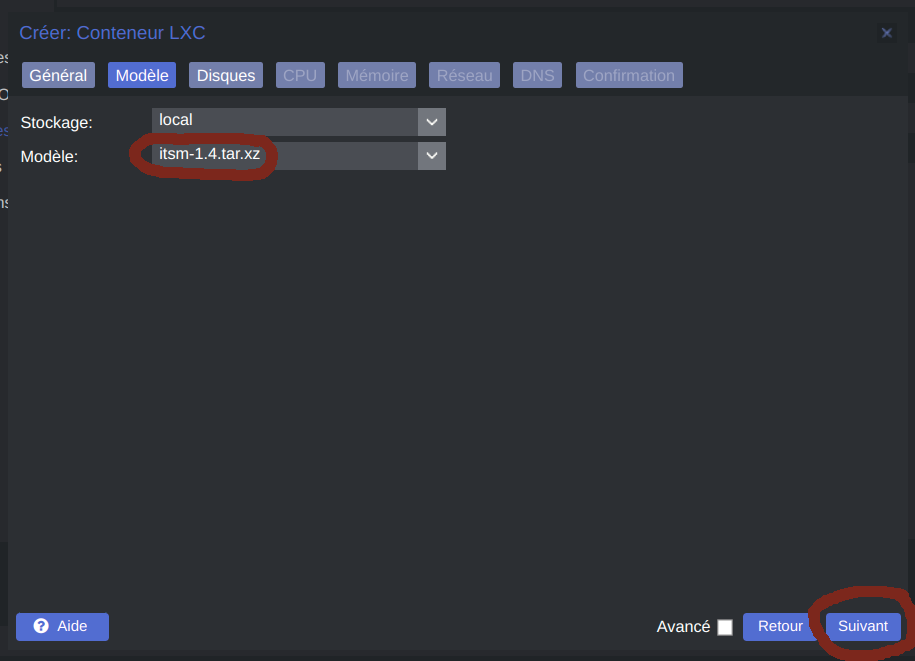 Créer: Conteneur LXC
Général Modèle Disques CPU Mémoire Réseau DNS Confirmation
Stockage: local
Modèle: itsm-1.4.tar.xz
Aide Avancé Retour Suivant